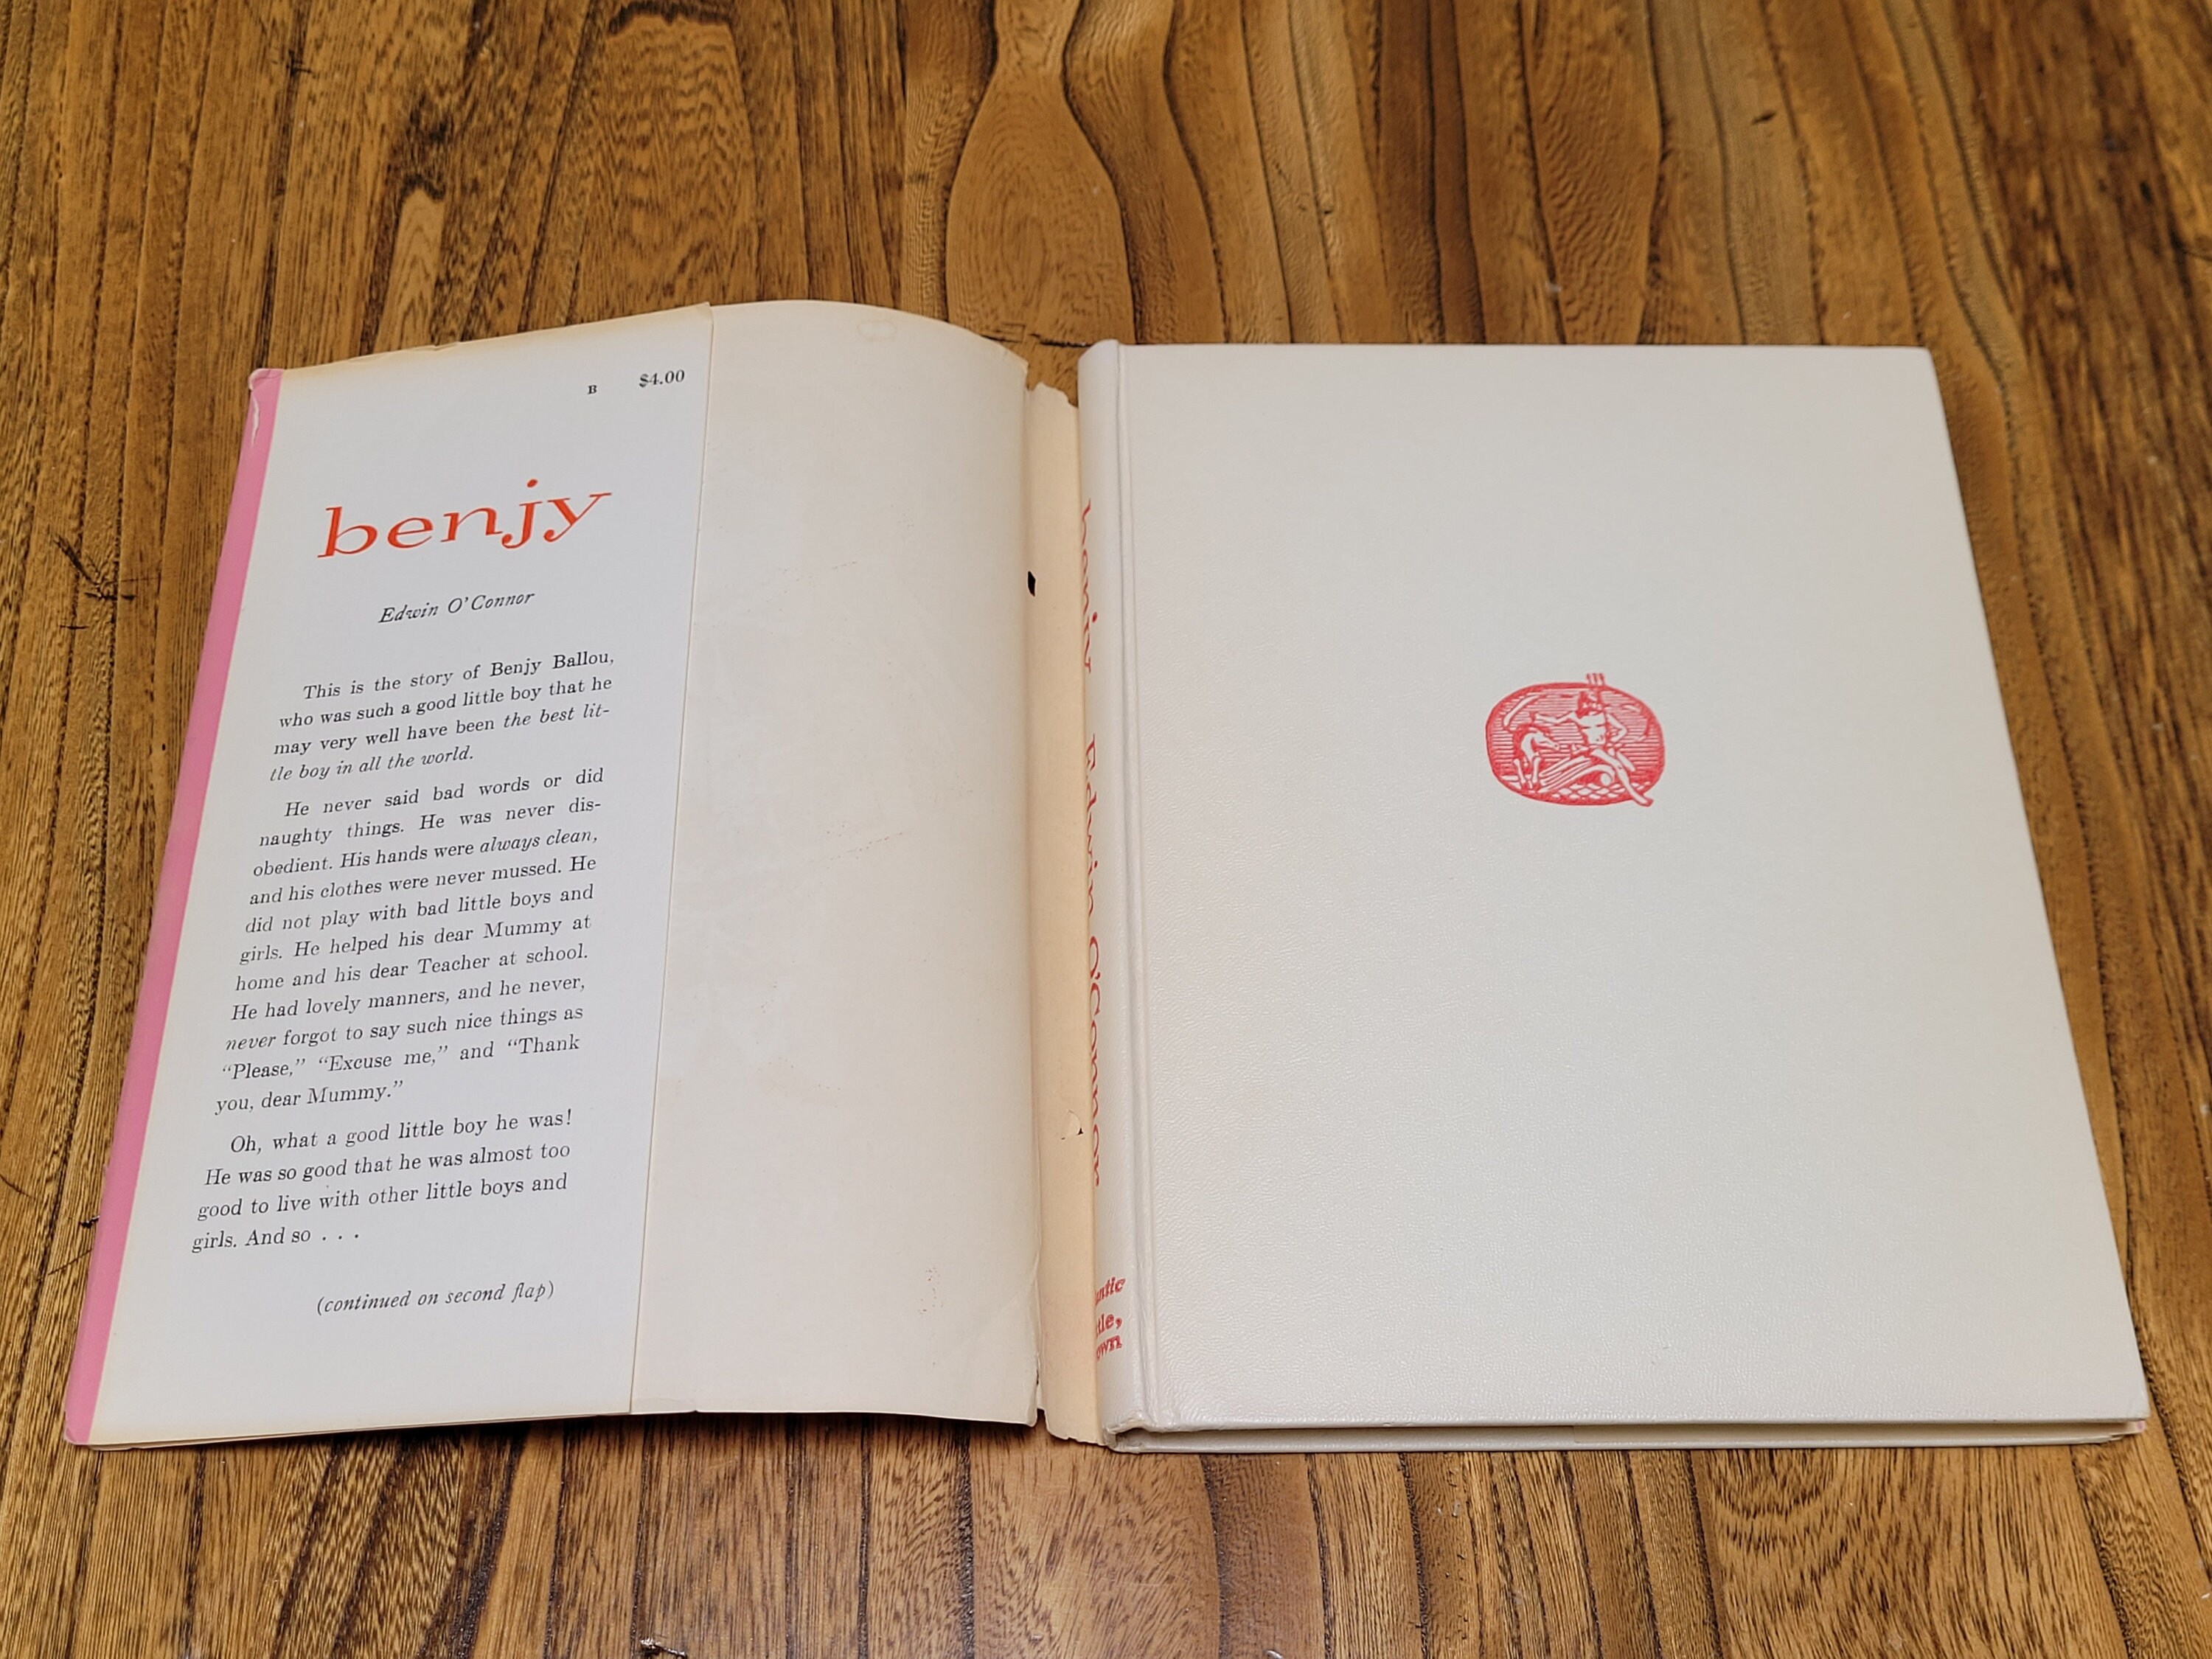 B $4.00
benjy
Edwin O'Connor
This is the story of Benjy Ballou,
who was such a good little boy that he
may very well have been the best lit-
tle boy in all the world.
He never said bad words or did
naughty things. He was never dis-
obedient. His hands were always clean,
and his clothes were never mussed. He
did not play with bad little boys and
girls. He helped his dear Mummy at
home and his dear Teacher at school.
He had lovely manners, and he never,
never forgot to say such nice things as
“Please,” “Excuse me,” and “Thank
you, dear Mummy.”
Oh, what a good little boy he was!
He was so good that he was almost too
good to live with other little boys and
girls. And so . . .
(continued on second flap)
benjy Edwin O'Connor